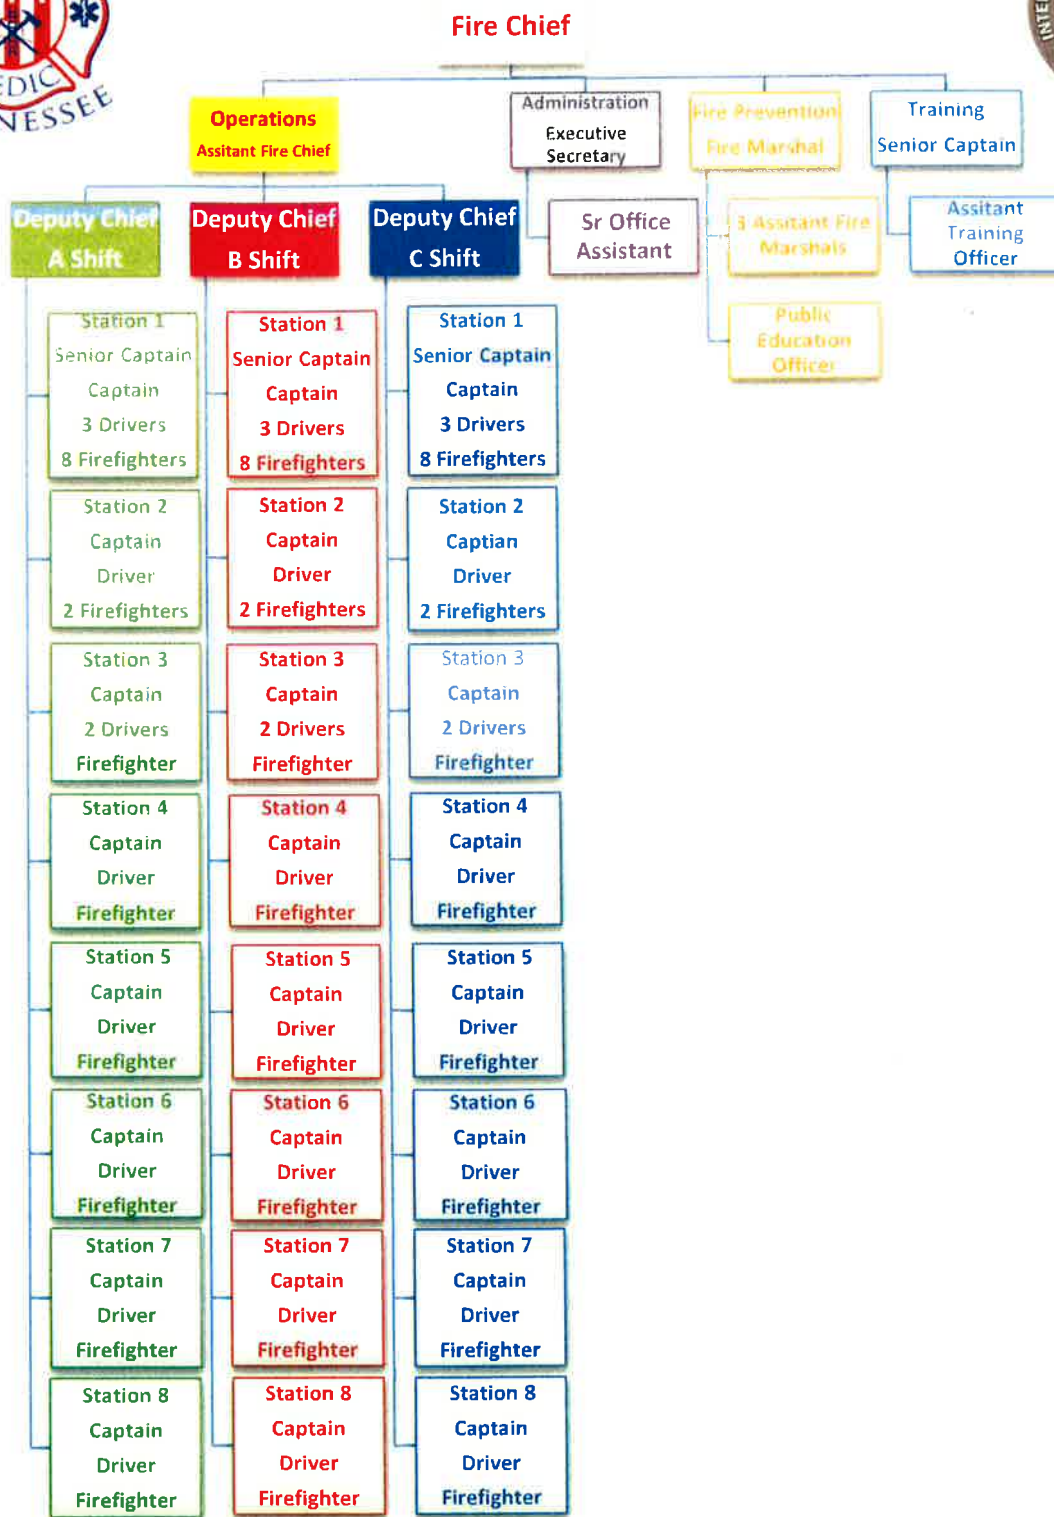 EDIC
NESSEE
INTE
Fire Chief
Operations
Assitant Fire Chief
Administration
Executive
Secretary
Fire Prevention
Fire Marshal
Training
Senior Captain
Deputy Chief
A Shift
Deputy Chief
B Shift
Deputy Chief
C Shift
Sr Office
Assistant
3 Assitant Fire
Marshals
Assitant
Training
Officer
Public
Education
Officer
Station 1
Senior Captain
Captain
3 Drivers
8 Firefighters
Station 1
Senior Captain
Captain
3 Drivers
8 Firefighters
Station 1
Senior Captain
Captain
3 Drivers
8 Firefighters
Station 2
Captain
Driver
2 Firefighters
Station 2
Captain
Driver
2 Firefighters
Station 2
Captian
Driver
2 Firefighters
Station 3
Captain
2 Drivers
Firefighter
Station 3
Captain
2 Drivers
Firefighter
Station 3
Captain
2 Drivers
Firefighter
Station 4
Captain
Driver
Firefighter
Station 4
Captain
Driver
Firefighter
Station 4
Captain
Driver
Firefighter
Station 5
Captain
Driver
Firefighter
Station 5
Captain
Driver
Firefighter
Station 5
Captain
Driver
Firefighter
Station 6
Captain
Driver
Firefighter
Station 6
Captain
Driver
Firefighter
Station 6
Captain
Driver
Firefighter
Station 7
Captain
Driver
Firefighter
Station 7
Captain
Driver
Firefighter
Station 7
Captain
Driver
Firefighter
Station 8
Captain
Driver
Firefighter
Station 8
Captain
Driver
Firefighter
Station 8
Captain
Driver
Firefighter